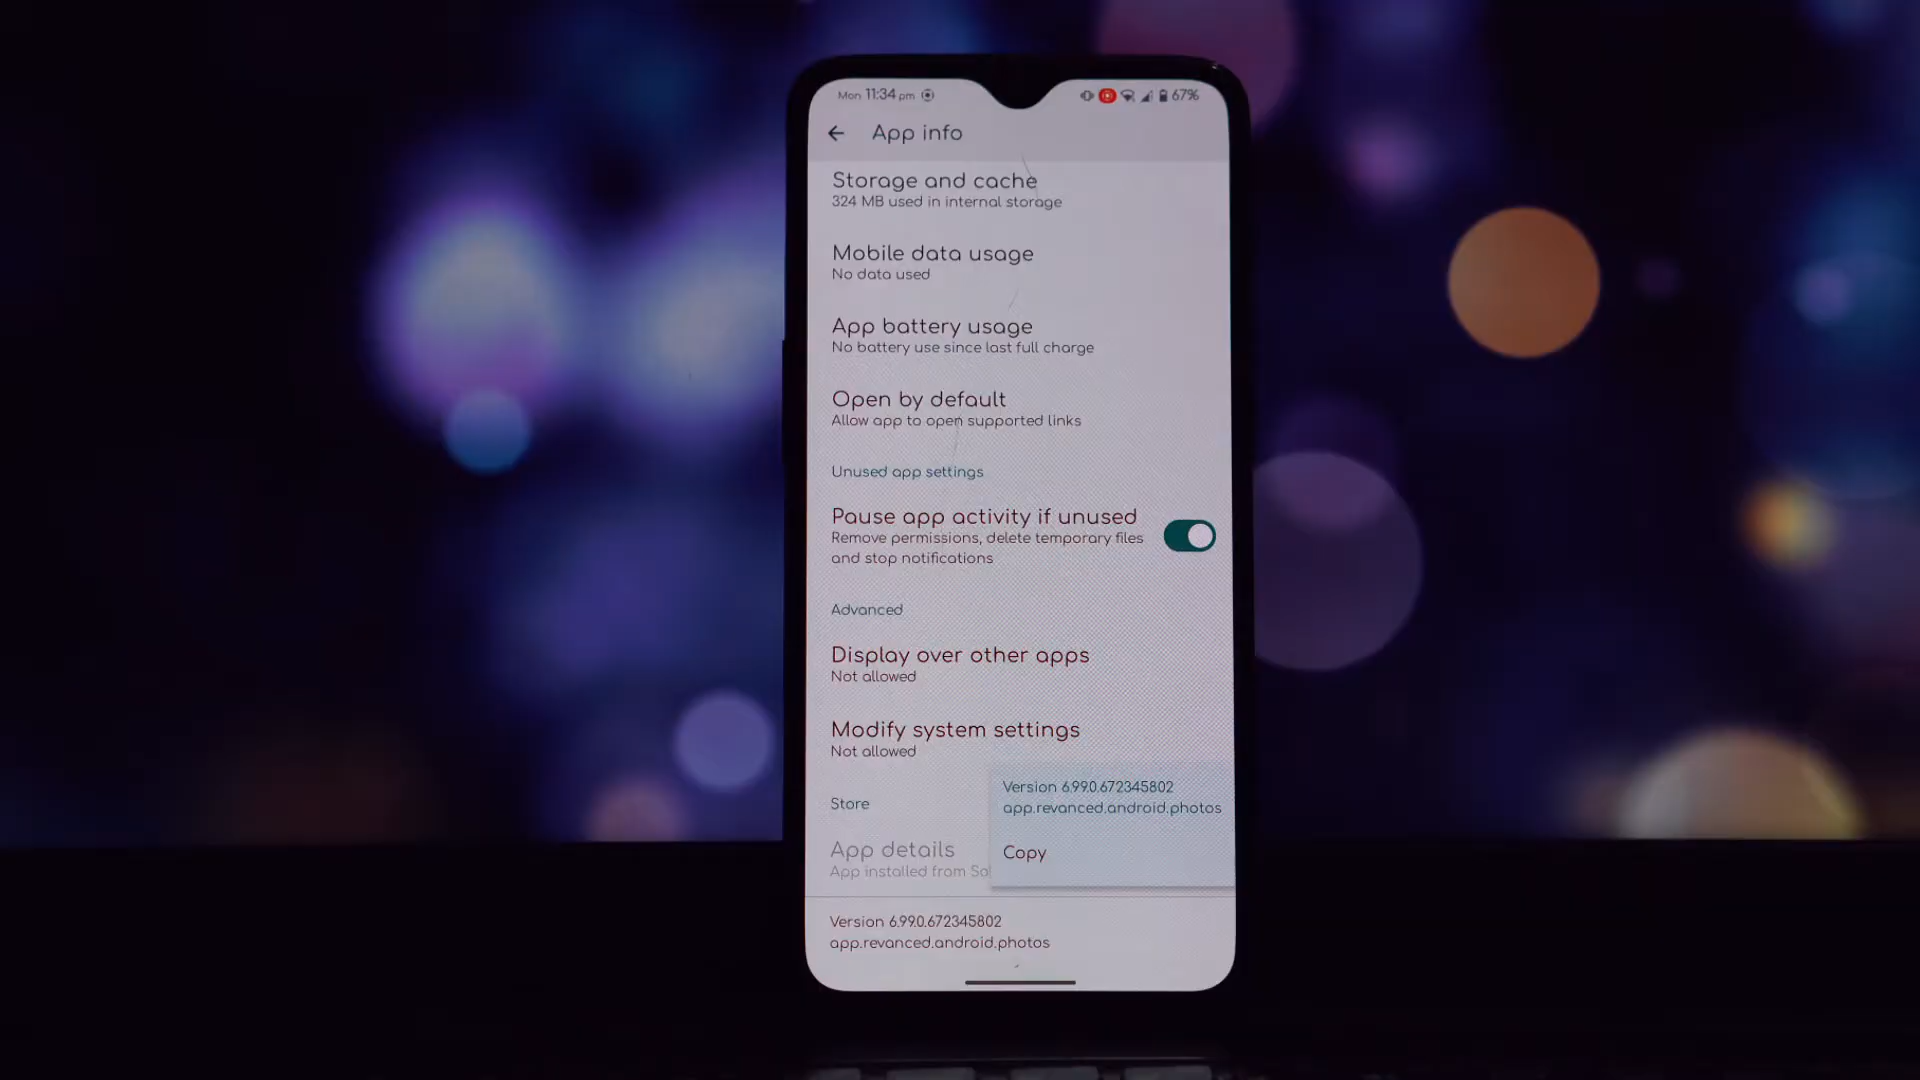 Mon 11:34 pm
67%
App info
Storage and cache
324 MB used in internal storage
Mobile data usage
No data used
App battery usage
No battery use since last full charge
Open by default
Allow app to open supported links
Unused app settings
Pause app activity if unused
Remove permissions, delete temporary files
and stop notifications
Advanced
Display over other apps
Not allowed
Modify system settings
Not allowed
Store
Version 6.99.0.672345802
app.revanced.android.photos
Copy
App details
App installed from
Version 6.99.0.672345802
app.revanced.android.photos